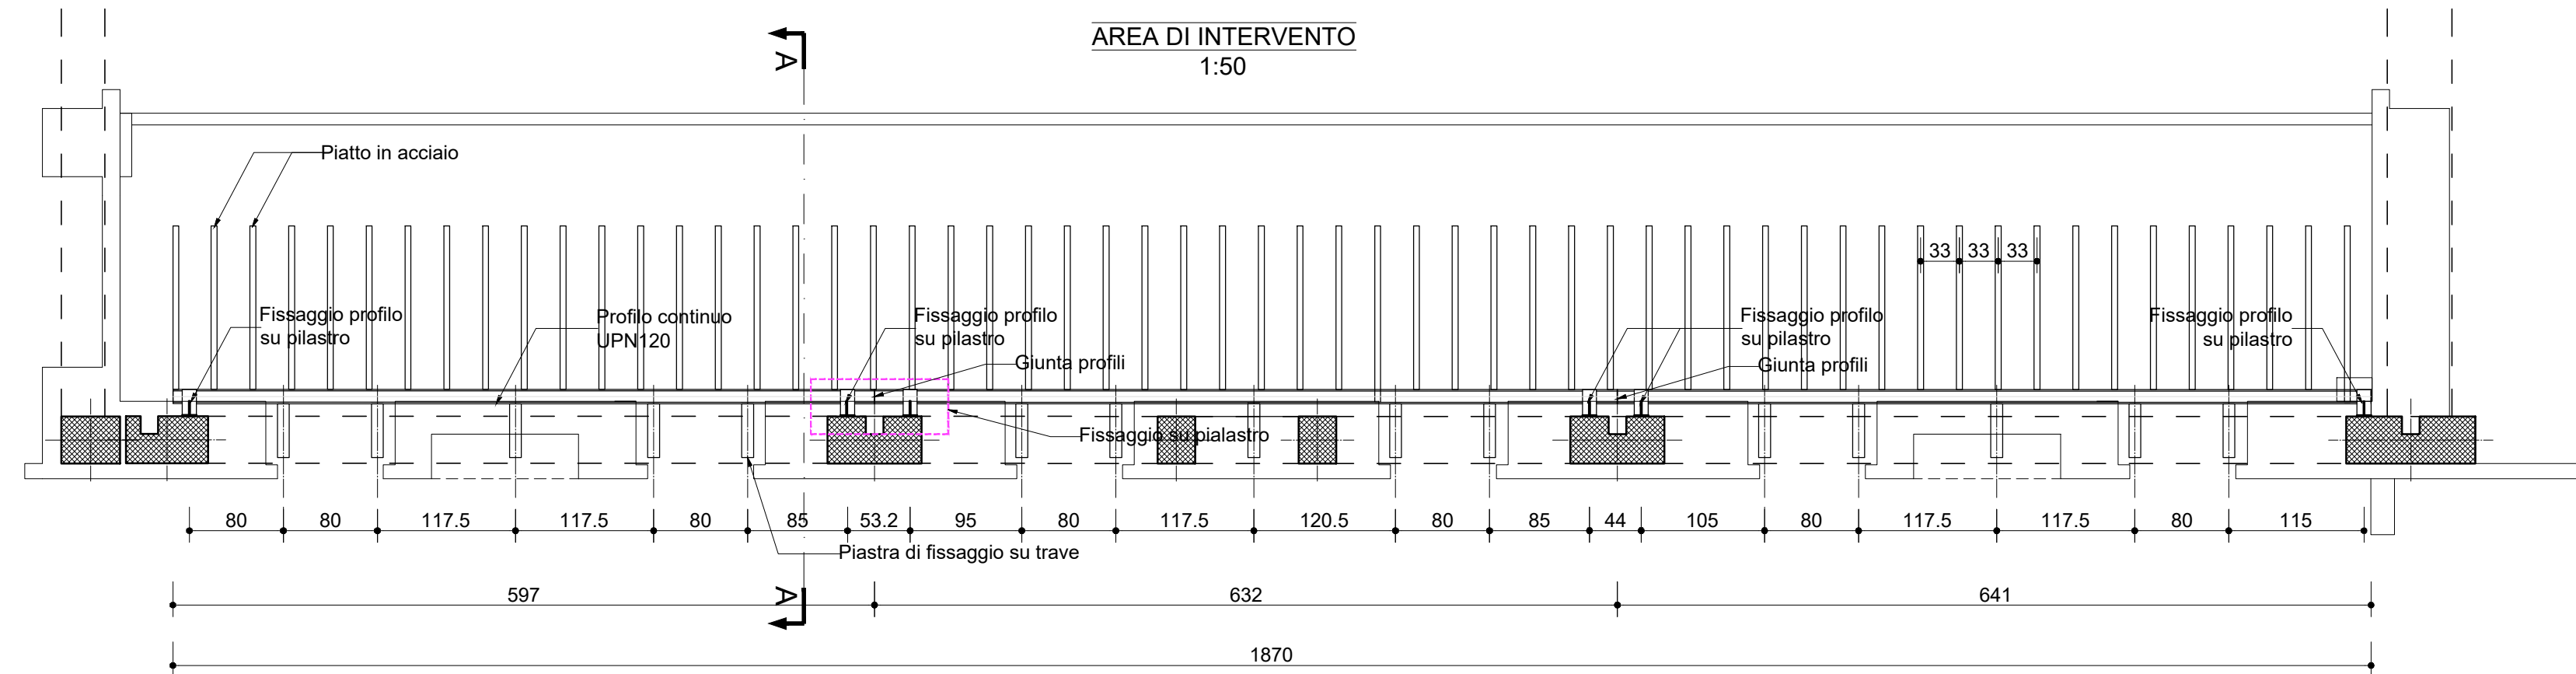 AREA DI INTERVENTO
1:50
A
Piatto in acciaio
33 33 33
Fissaggio profilo
su pilastro
Profilo continuo
UPN120
Fissaggio profilo
su pilastro
Giunta profili
Fissaggio profilo
su pilastro
Giunta profili
Fissaggio profilo
su pilastro
Fissaggio su pialastro
80 80 117.5 117.5 80 85 53.2 95 80 117.5 120.5 80 85 44 105 80 117.5 117.5 80 115
Piastra di fissaggio su trave
A
597 632 641
1870